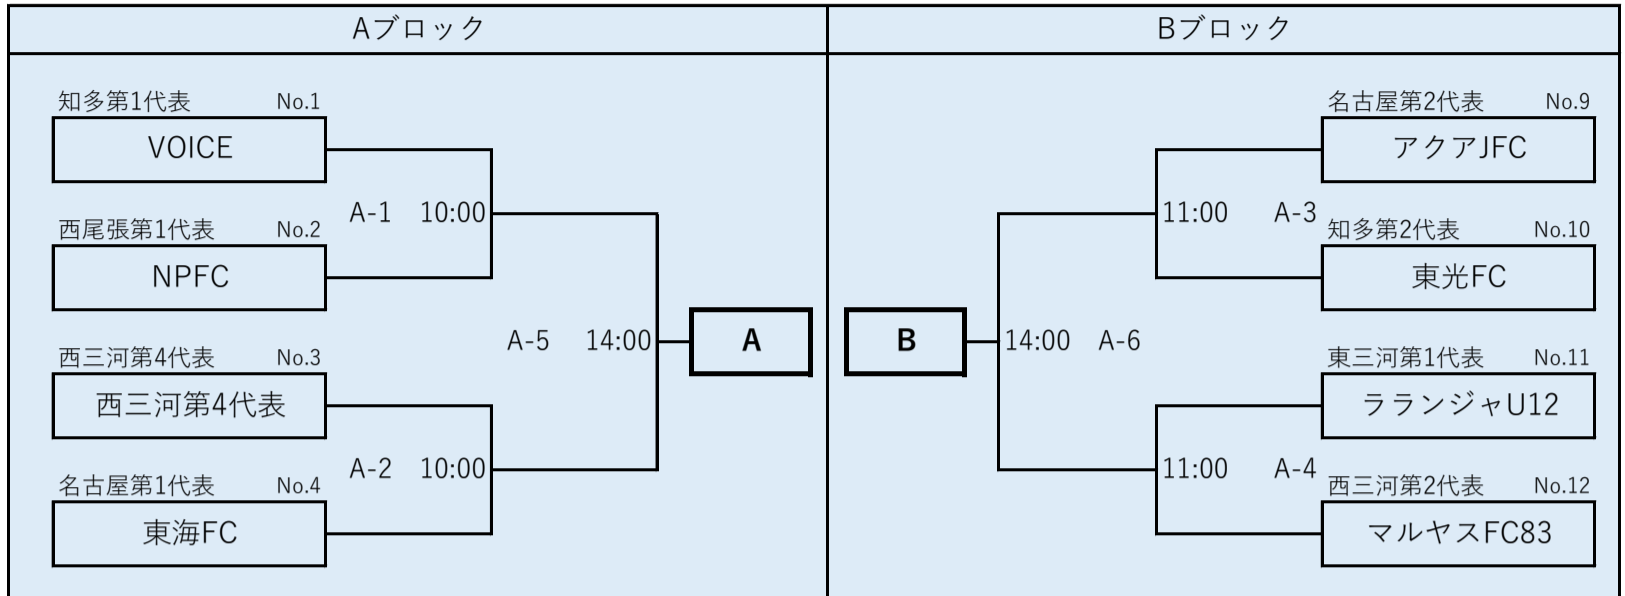 Aブロック
知多第1代表 No.1
VOICE
A-1 10:00
西尾張第1代表 No.2
NPFC
A-5 14:00
A
西三河第4代表 No.3
西三河第4代表
A-2 10:00
名古屋第1代表 No.4
東海FC
Bブロック
名古屋第2代表 No.9
アクアJFC
11:00 A-3
知多第2代表 No.10
東光FC
B
14:00 A-6
東三河第1代表 No.11
ラランジャU12
11:00 A-4
西三河第2代表 No.12
マルヤスFC83